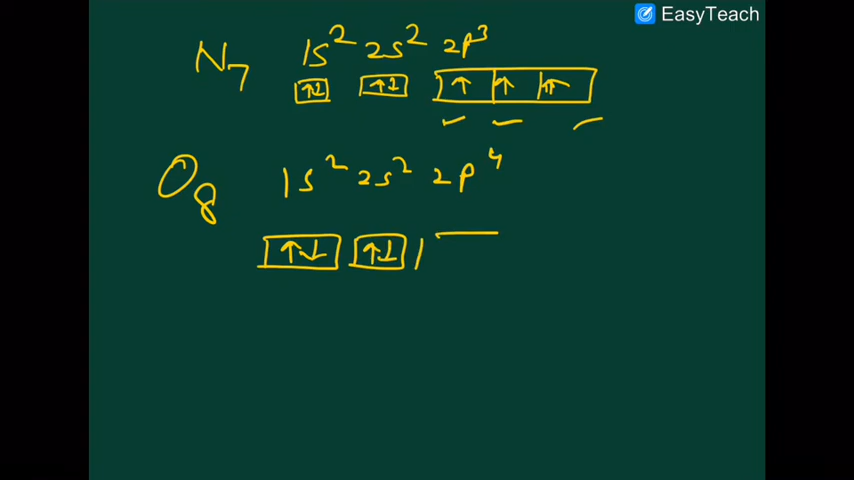 EasyTeach
N₇ 1s² 2s² 2p³
↑↓ ↑↓ ↑ ↑ ↑
O₈ 1s² 2s² 2p⁴
↑↓ ↑↓